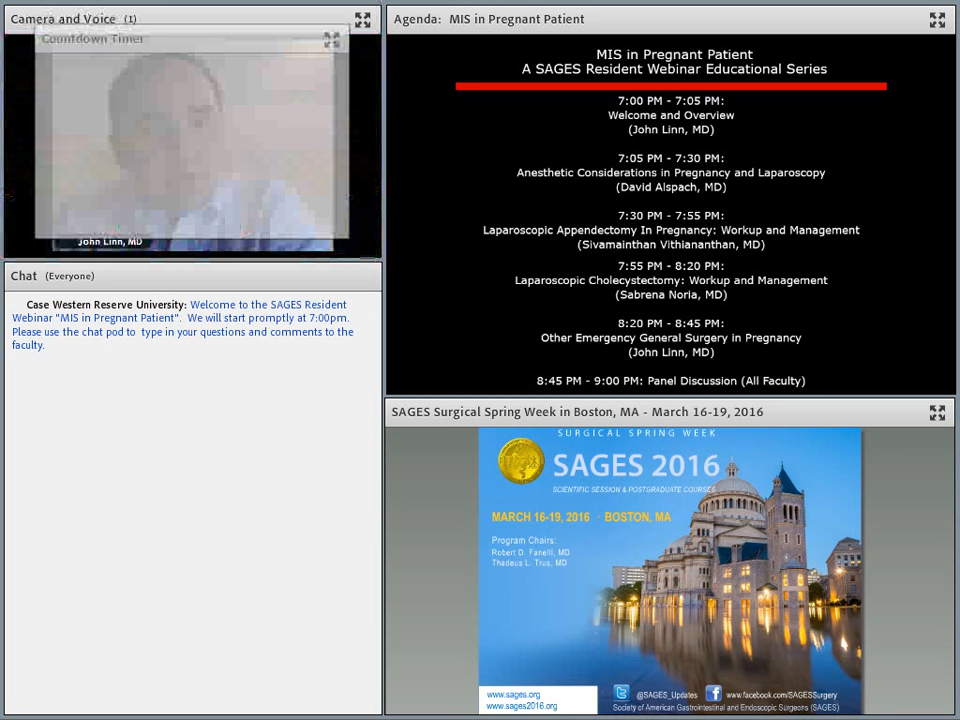 Camera and Voice (1)
Countdown Timer
John Linn, MD
Chat (Everyone)
Case Western Reserve University: Welcome to the SAGES Resident
Webinar "MIS in Pregnant Patient". We will start promptly at 7:00pm.
Please use the chat pod to type in your questions and comments to the
faculty.
Agenda: MIS in Pregnant Patient
MIS in Pregnant Patient
A SAGES Resident Webinar Educational Series
7:00 PM - 7:05 PM:
Welcome and Overview
(John Linn, MD)
7:05 PM - 7:30 PM:
Anesthetic Considerations in Pregnancy and Laparoscopy
(David Alspach, MD)
7:30 PM - 7:55 PM:
Laparoscopic Appendectomy In Pregnancy: Workup and Management
(Sivamainthan Vithiananthan, MD)
7:55 PM - 8:20 PM:
Laparoscopic Cholecystectomy: Workup and Management
(Sabrena Noria, MD)
8:20 PM - 8:45 PM:
Other Emergency General Surgery in Pregnancy
(John Linn, MD)
8:45 PM - 9:00 PM: Panel Discussion (All Faculty)
SAGES Surgical Spring Week in Boston, MA - March 16-19, 2016
SURGICAL SPRING WEEK
SAGES 2016
SCIENTIFIC SESSION & POSTGRADUATE COURSES
MARCH 16-19, 2016 · BOSTON, MA
Program Chairs:
Robert D. Fanelli, MD
Thadeus L. Trus, MD
www.sages.org
www.sages2016.org
@SAGES_Updates www.facebook.com/SAGESSurgery
Society of American Gastrointestinal and Endoscopic Surgeons (SAGES)